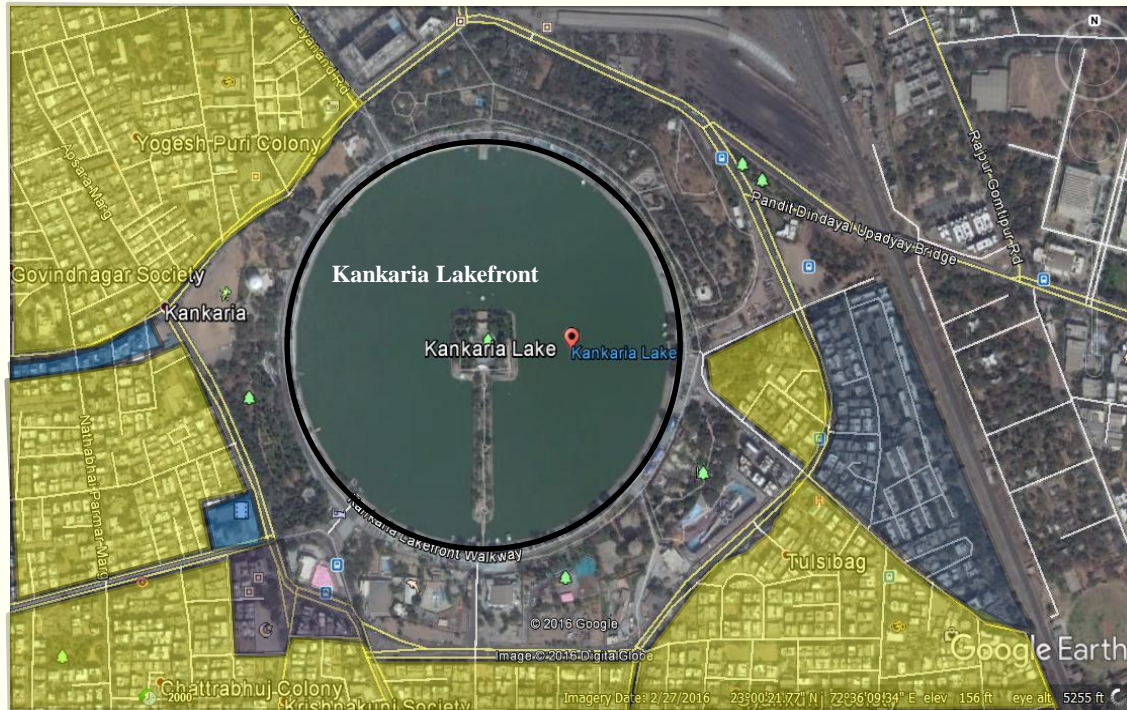 N
Dayanand Rd
Yogesh Puri Colony
Apsara Marg
Rajpur Gomtipur Rd
Pandit Dindayal Upadyay Bridge
Govindnagar Society
Kankaria Lakefront
Kankaria
Kankaria Lake
Kankaria Lake
Nathabhai Parmar Marg
Kankaria Lakefront Walkway
Tulsibag
© 2016 Google
Image © 2016 DigitalGlobe
Google Earth
Chattrabhuj Colony
2000
Krishnakunj Society
Imagery Date: 2/27/2016 23°00'21.77" N 72°36'09.34" E elev 156 ft eye alt 5255 ft